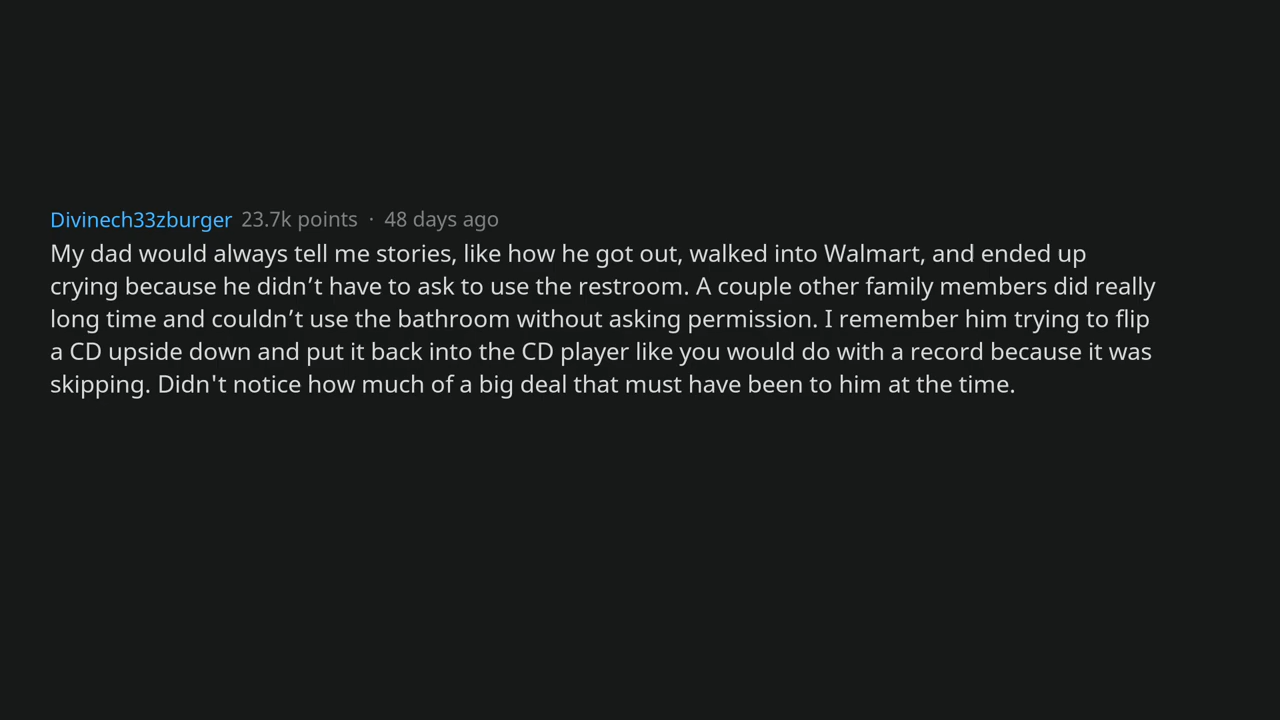 Divinech33zburger 23.7k points · 48 days ago
My dad would always tell me stories, like how he got out, walked into Walmart, and ended up
crying because he didn’t have to ask to use the restroom. A couple other family members did really
long time and couldn’t use the bathroom without asking permission. I remember him trying to flip
a CD upside down and put it back into the CD player like you would do with a record because it was
skipping. Didn't notice how much of a big deal that must have been to him at the time.